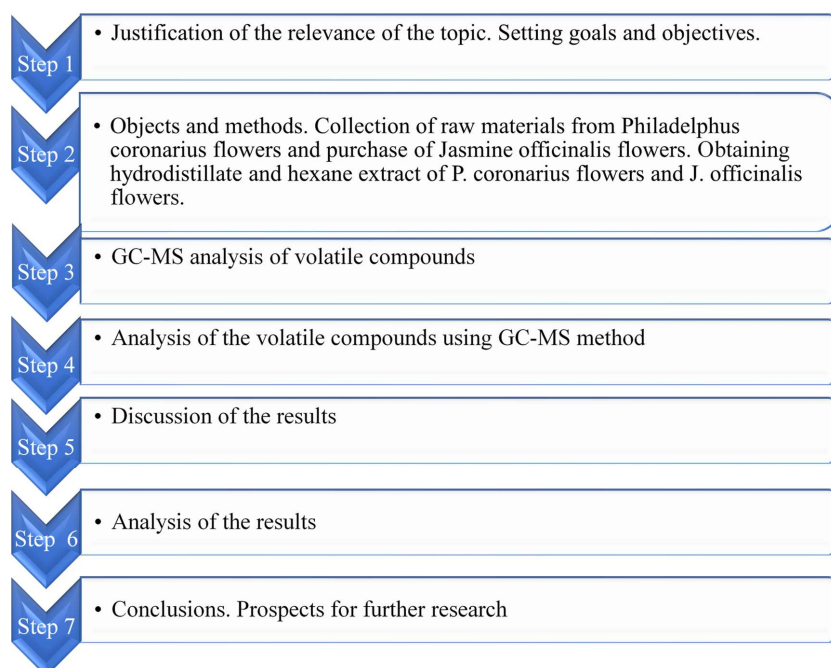 Step 1
• Justification of the relevance of the topic. Setting goals and objectives.
Step 2
• Objects and methods. Collection of raw materials from Philadelphus
coronarius flowers and purchase of Jasmine officinalis flowers. Obtaining
hydrodistillate and hexane extract of P. coronarius flowers and J. officinalis
flowers.
Step 3
• GC-MS analysis of volatile compounds
Step 4
• Analysis of the volatile compounds using GC-MS method
Step 5
• Discussion of the results
Step 6
• Analysis of the results
Step 7
• Conclusions. Prospects for further research